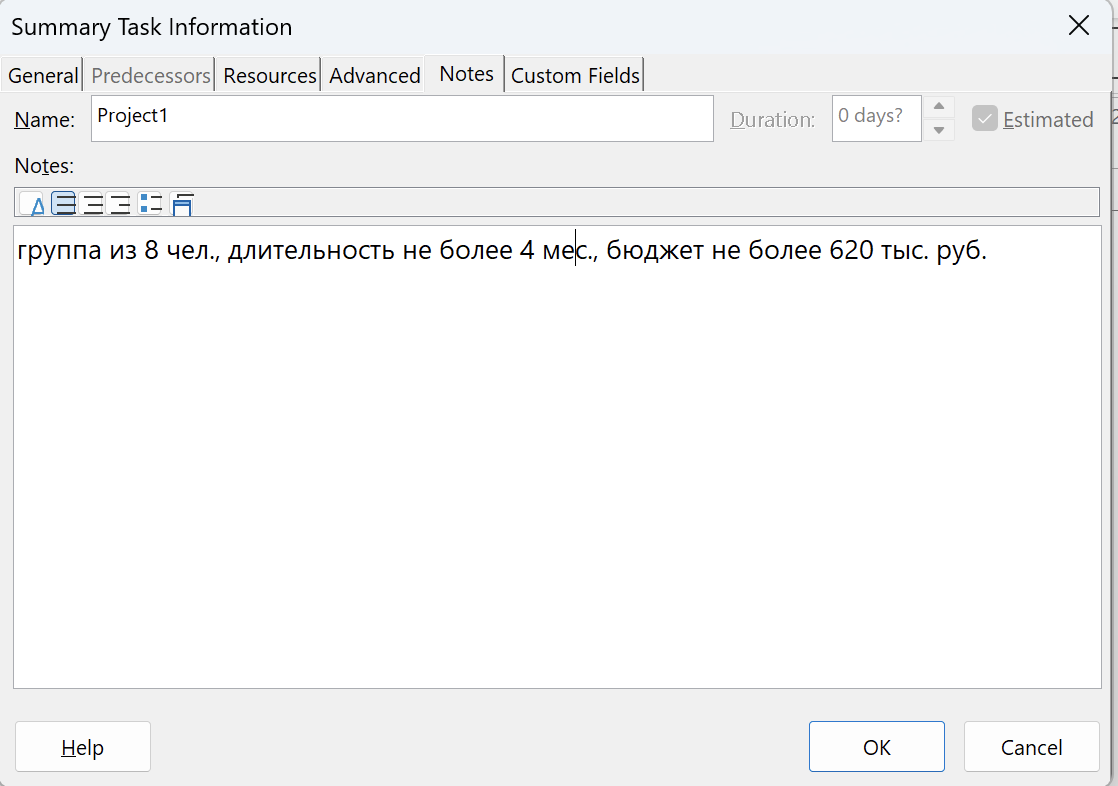 Summary Task Information
General Predecessors Resources Advanced Notes Custom Fields
Name: Project1 Duration: 0 days? Estimated
Notes:
группа из 8 чел., длительность не более 4 мес., бюджет не более 620 тыс. руб.
Help OK Cancel